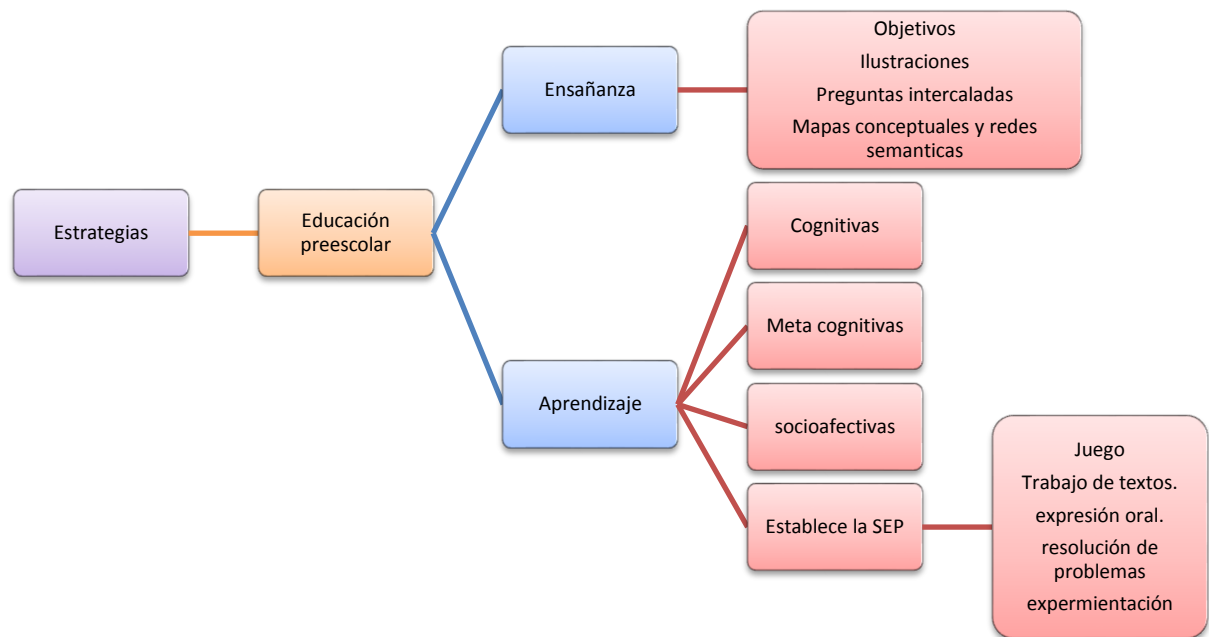 Estrategias
Educación
preescolar
Ensañanza
Objetivos
Ilustraciones
Preguntas intercaladas
Mapas conceptuales y redes
semanticas
Aprendizaje
Cognitivas
Meta cognitivas
socioafectivas
Establece la SEP
Juego
Trabajo de textos.
expresión oral.
resolución de
problemas
expermientación